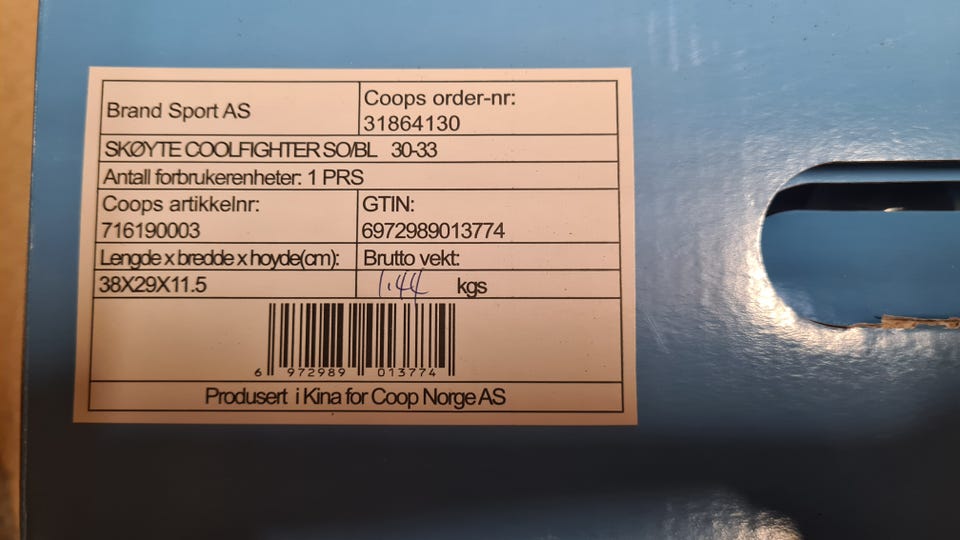 Brand Sport AS
Coops order-nr:
31864130
SKØYTE COOLFIGHTER SO/BL 30-33
Antall forbrukerenheter: 1 PRS
Coops artikkelnr:
716190003
GTIN:
6972989013774
Lengde x bredde x hoyde(cm):
38X29X11.5
Brutto vekt:
1.44 kgs
6 972989 013774
Produsert i Kina for Coop Norge AS